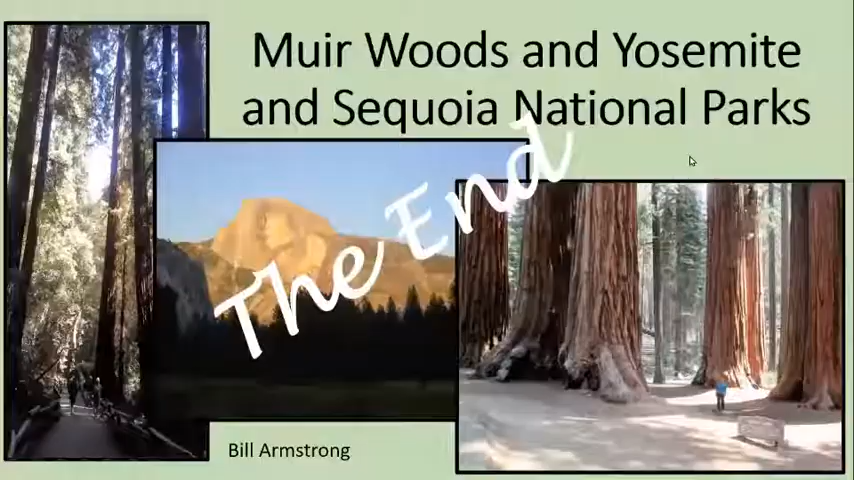 Muir Woods and Yosemite
and Sequoia National Parks
The End
Bill Armstrong